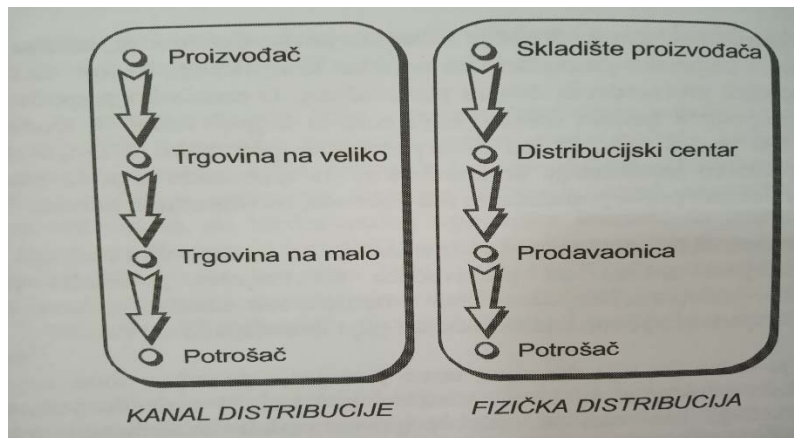 Proizvođač
Trgovina na veliko
Trgovina na malo
Potrošač
KANAL DISTRIBUCIJE
Skladište proizvođača
Distribucijski centar
Prodavaonica
Potrošač
FIZIČKA DISTRIBUCIJA